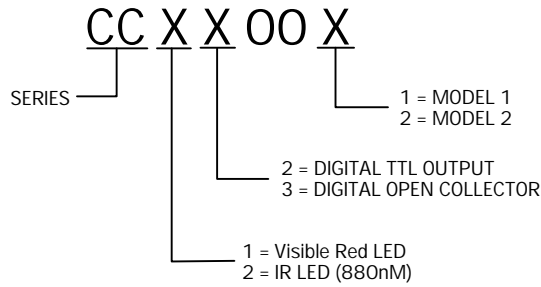 CC X X 00 X
SERIES
1 = MODEL 1
2 = MODEL 2
2 = DIGITAL TTL OUTPUT
3 = DIGITAL OPEN COLLECTOR
1 = Visible Red LED
2 = IR LED (880nM)